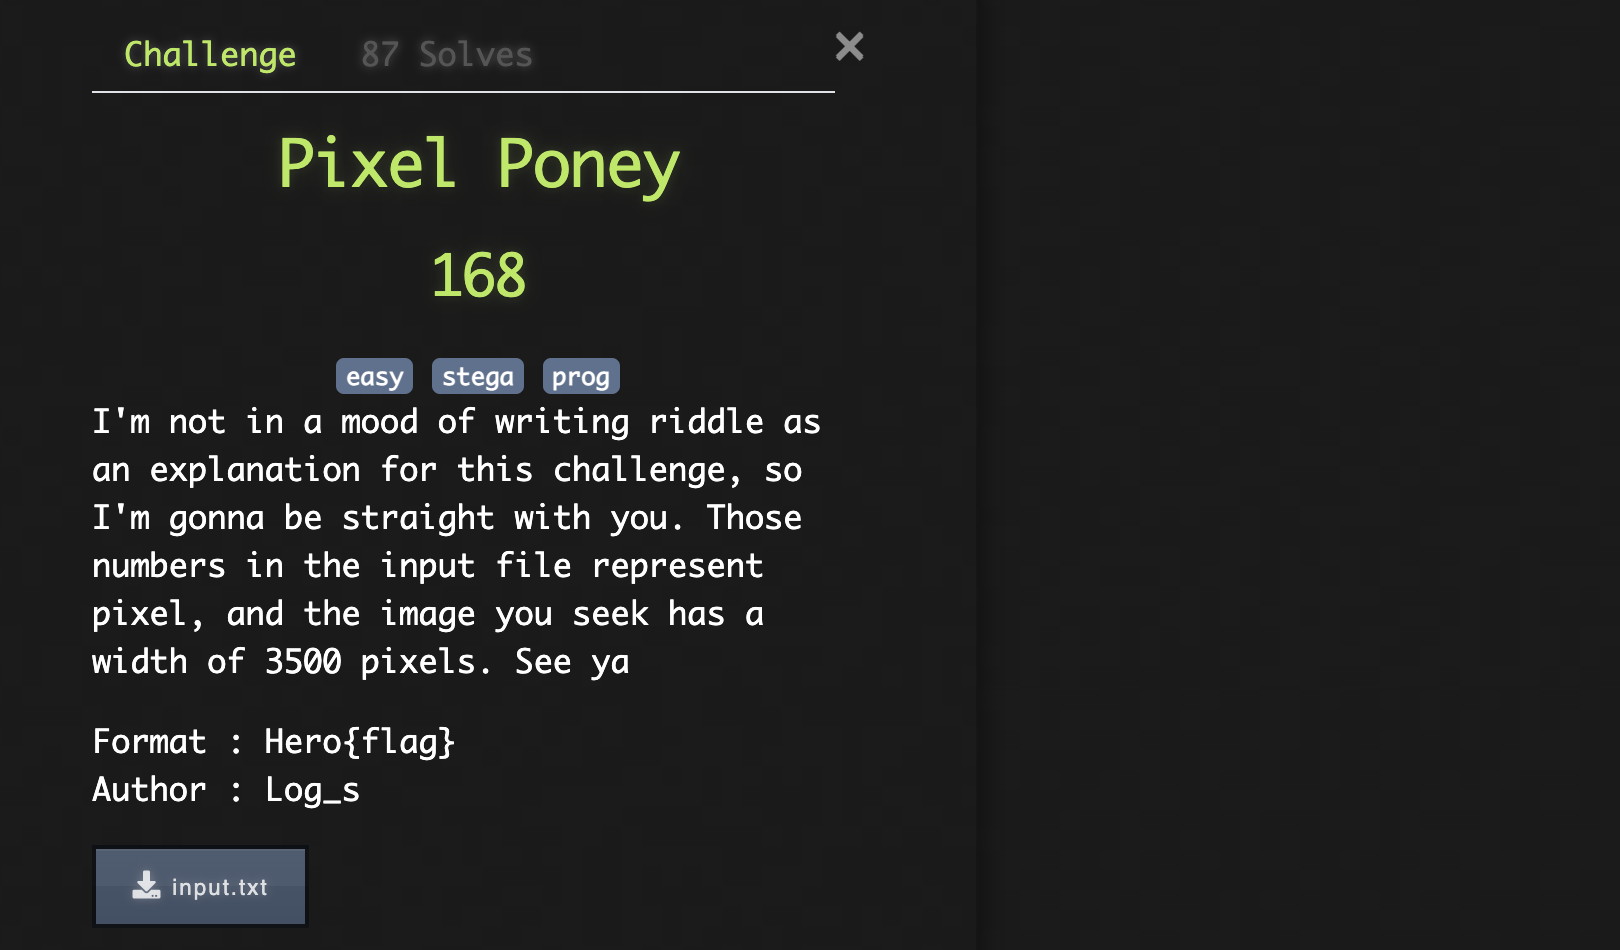 Challenge
87 Solves
Pixel Poney
168
easy stega prog
I'm not in a mood of writing riddle as
an explanation for this challenge, so
I'm gonna be straight with you. Those
numbers in the input file represent
pixel, and the image you seek has a
width of 3500 pixels. See ya
Format : Hero{flag}
Author : Log_s
input.txt